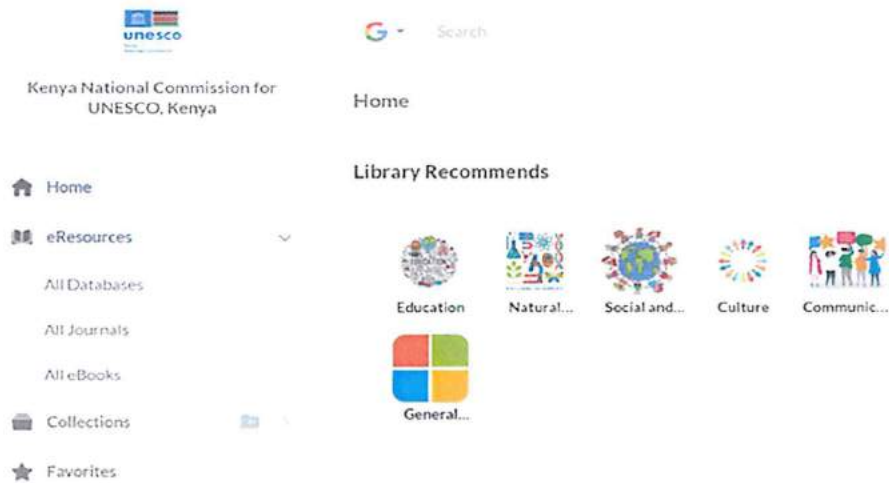 unesco
Kenya National Commission for
UNESCO, Kenya
Home
eResources
All Databases
All Journals
All eBooks
Collections
Favorites
Search
Home
Library Recommends
EDUCATION
Education
Natural...
Social and...
Culture
Communic...
General...